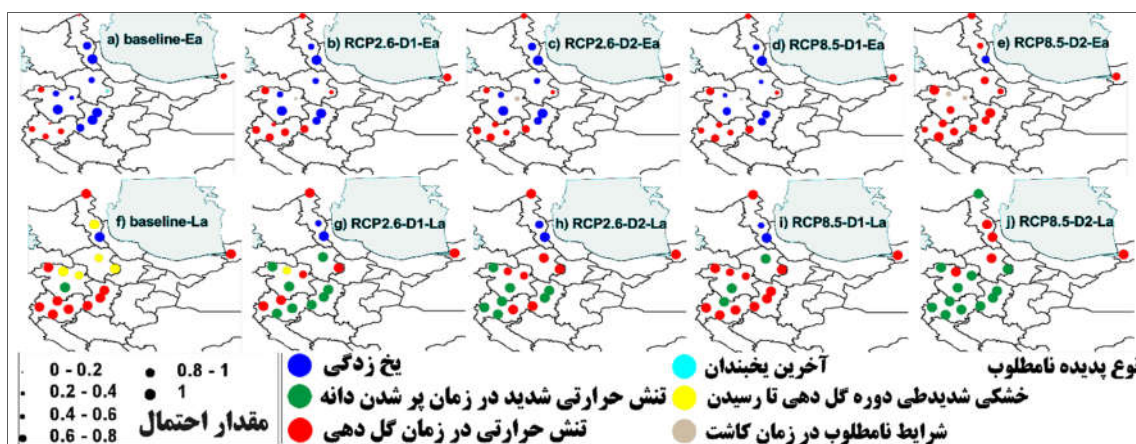 a) baseline-Ea
b) RCP2.6-D1-Ea
c) RCP2.6-D2-Ea
d) RCP8.5-D1-Ea
e) RCP8.5-D2-Ea
f) baseline-La
g) RCP2.6-D1-La
h) RCP2.6-D2-La
i) RCP8.5-D1-La
j) RCP8.5-D2-La
نوع پدیده نامطلوب
آخرین یخبندان
یخ زدگی
خشکی شدیدطی دوره گل دهی تا رسیدن
تنش حرارتی شدید در زمان پر شدن دانه
شرایط نامطلوب در زمان کاشت
تنش حرارتی در زمان گل دهی
0 - 0.2
0.2 - 0.4
0.4 - 0.6
0.6 - 0.8
0.8 - 1
1
مقدار احتمال